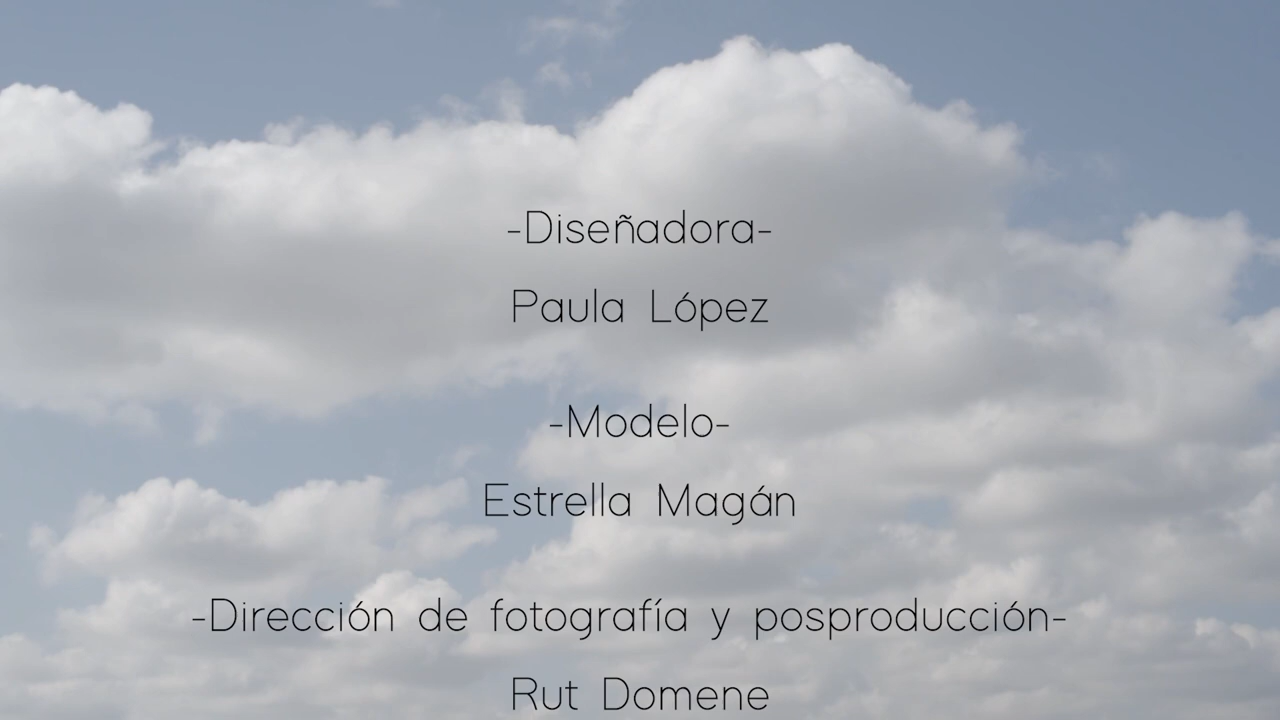 -Diseñadora-
Paula López
-Modelo-
Estrella Magán
-Dirección de fotografía y posproducción-
Rut Domene